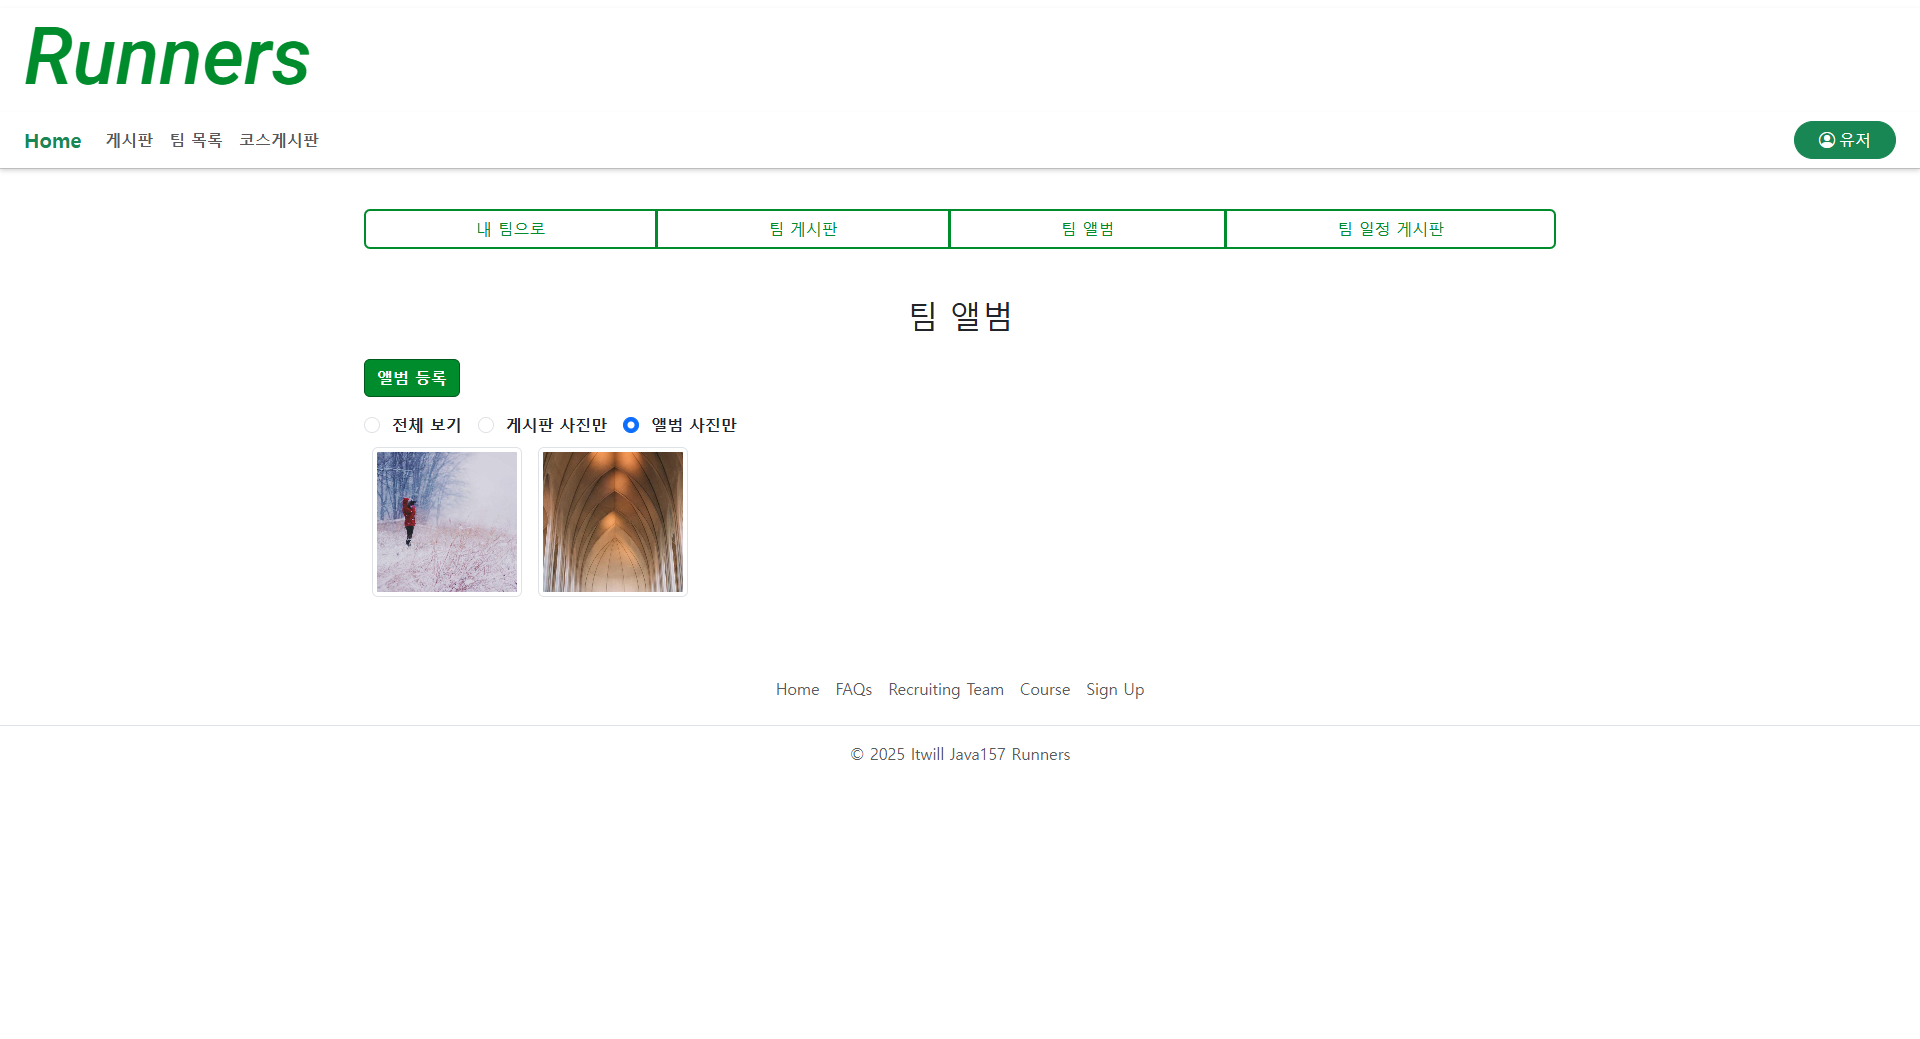 Runners
Home 게시판 팀 목록 코스게시판 유저
내 팀으로 팀 게시판 팀 앨범 팀 일정 게시판
팀 앨범
앨범 등록
전체 보기 게시판 사진만 앨범 사진만
Home FAQs Recruiting Team Course Sign Up
© 2025 Itwill Java157 Runners